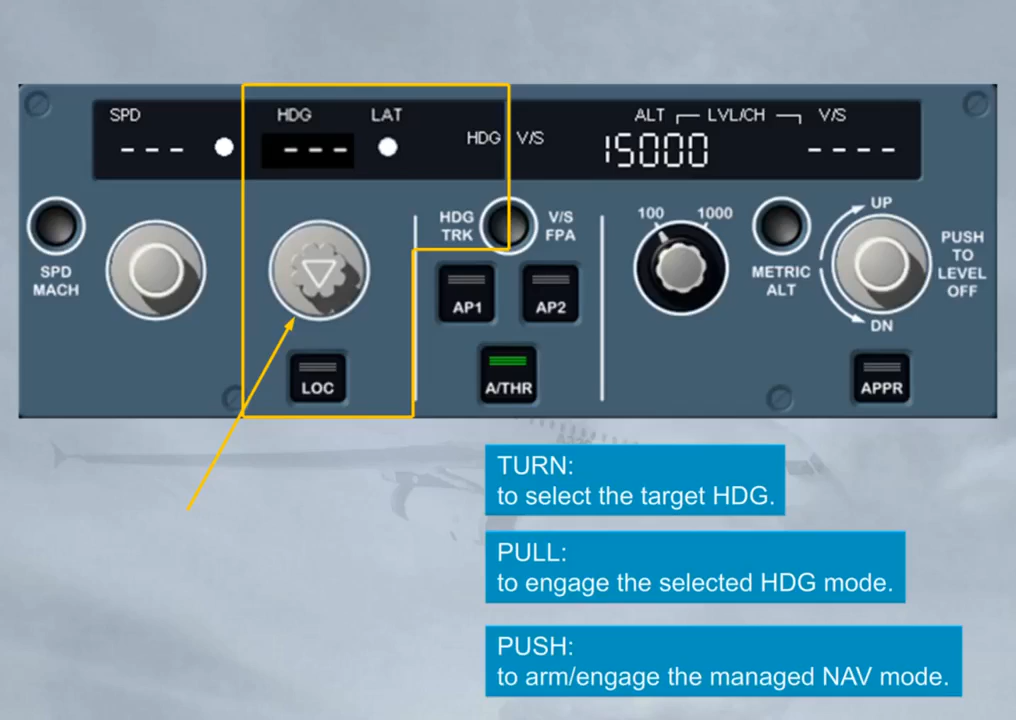 SPD HDG LAT HDG V/S ALT LVL/CH V/S
- - - - - - 15000 - - - -
HDG V/S 100 1000 UP
TRK FPA
SPD
MACH
AP1 AP2
METRIC
ALT
PUSH
TO
LEVEL
OFF
DN
LOC A/THR APPR
TURN:
to select the target HDG.
PULL:
to engage the selected HDG mode.
PUSH:
to arm/engage the managed NAV mode.